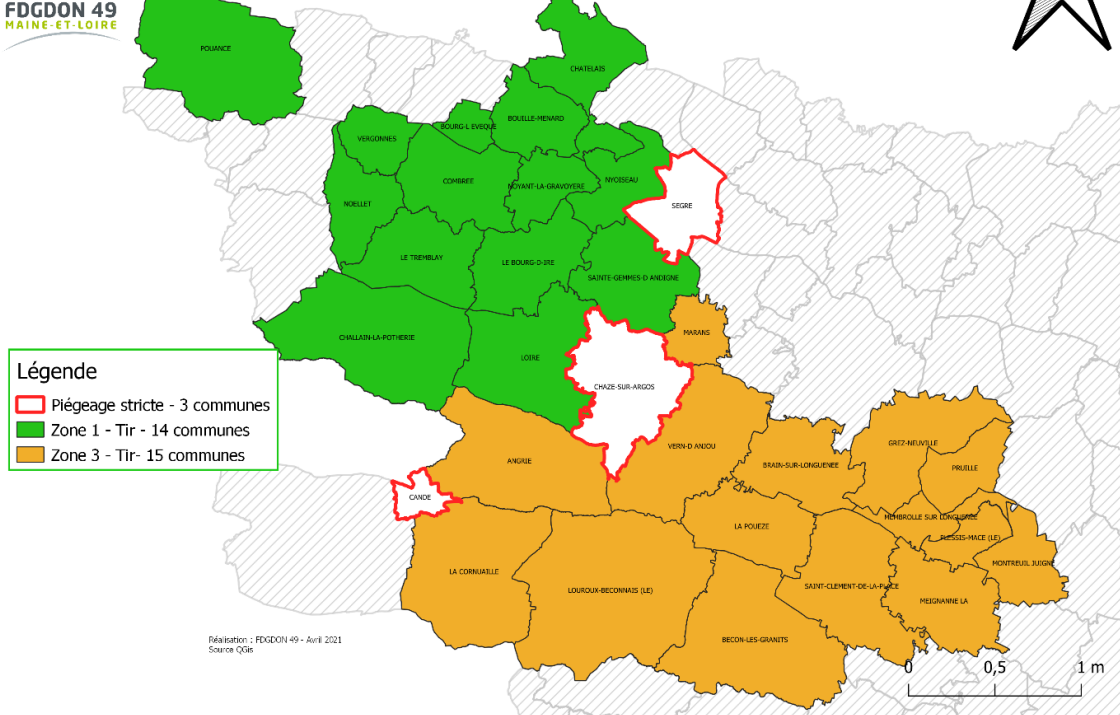 FDGDON 49
MAINE-ET-LOIRE
POUANCE
CHATELAIS
BOUILLE-MENARD
BOURG-L EVEQUE
VERGONNES
COMBREE
NOYANT-LA-GRAVOYERE
NYOISEAU
NOELLET
SEGRE
LE TREMBLAY
LE BOURG-D-IRE
SAINTE-GEMMES-D ANDIGNE
CHALLAIN-LA-POTHERIE
LOIRE
MARANS
CHAZE-SUR-ARGOS
Légende
Piégeage stricte - 3 communes
Zone 1 - Tir - 14 communes
Zone 3 - Tir- 15 communes
ANGRIE
VERN-D ANJOU
BRAIN-SUR-LONGUENEE
GREZ-NEUVILLE
PRUILLE
CANDE
LA POUEZE
MEMBROLLE SUR LONGUENEE
PLESSIS-MACE (LE)
MONTREUIL JUIGNE
LA CORNUAILLE
LOUROUX-BECONNAIS (LE)
SAINT-CLEMENT-DE-LA-PLACE
MEIGNANNE LA
BECON-LES-GRANITS
Réalisation : FDGDON 49 - Avril 2021
Source QGis
0 0,5 1 m